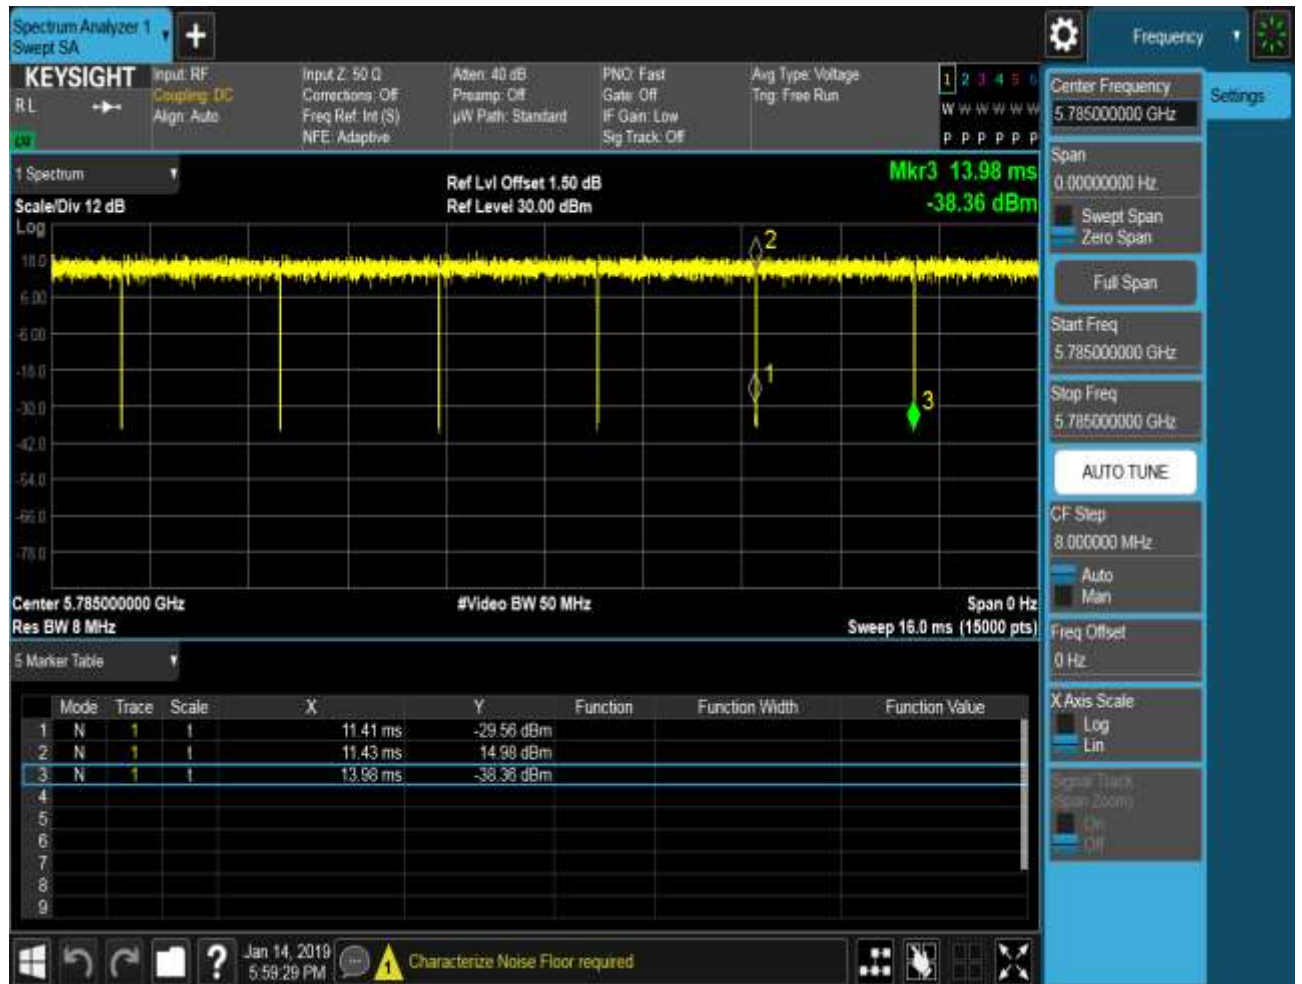 Spectrum Analyzer 1
Swept SA
+
Frequency
KEYSIGHT
RL
Input: RF
Coupling: DC
Align: Auto
Input Z: 50 Ω
Corrections: Off
Freq Ref: Int (S)
NFE: Adaptive
Atten: 40 dB
Preamp: Off
µW Path: Standard
PNO: Fast
Gate: Off
IF Gain: Low
Sig Track: Off
Avg Type: Voltage
Trig: Free Run
1 2 3 4 5 6
W W W W W W
P P P P P P
1 Spectrum
Scale/Div 12 dB
Log
Ref Lvl Offset 1.50 dB
Ref Level 30.00 dBm
Mkr3 13.98 ms
-38.36 dBm
18.0
6.00
-6.00
-18.0
-30.0
-42.0
-54.0
-66.0
-78.0
2
1
3
Center 5.785000000 GHz
#Video BW 50 MHz
Span 0 Hz
Res BW 8 MHz
Sweep 16.0 ms (15000 pts)
5 Marker Table
Mode Trace Scale X Y Function Function Width Function Value
1 N 1 t 11.41 ms -29.56 dBm
2 N 1 t 11.43 ms 14.98 dBm
3 N 1 t 13.98 ms -38.36 dBm
4
5
6
7
8
9
Center Frequency
5.785000000 GHz
Settings
Span
0.00000000 Hz
Swept Span
Zero Span
Full Span
Start Freq
5.785000000 GHz
Stop Freq
5.785000000 GHz
AUTO TUNE
CF Step
8.000000 MHz
Auto
Man
Freq Offset
0 Hz
X Axis Scale
Log
Lin
Signal Track
(Span Zoom)
On
Off
?
Jan 14, 2019
5:59:29 PM
1
Characterize Noise Floor required